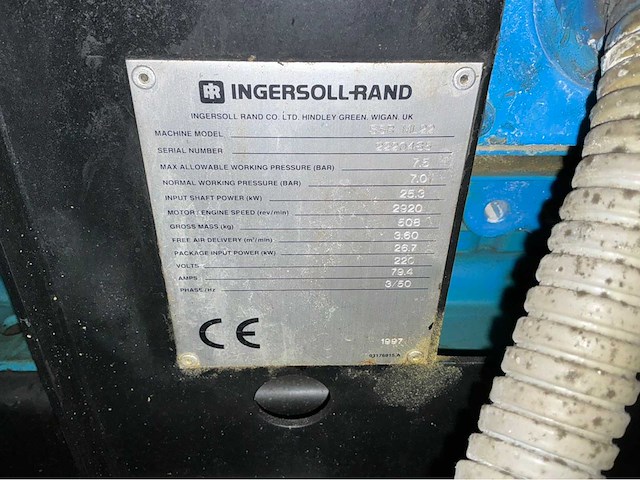 IR INGERSOLL-RAND
INGERSOLL RAND CO. LTD. HINDLEY GREEN, WIGAN, UK
MACHINE MODEL SSR ML22
SERIAL NUMBER
MAX ALLOWABLE WORKING PRESSURE (BAR) 7.5
NORMAL WORKING PRESSURE (BAR) 7.0
INPUT SHAFT POWER (kW) 25.3
MOTOR / ENGINE SPEED (rev/min) 2920
GROSS MASS (kg) 508
FREE AIR DELIVERY (m³/min) 3.60
PACKAGE INPUT POWER (kW) 26.7
VOLTS 220
AMPS 79.4
PHASE/Hz 3/50
CE
1997